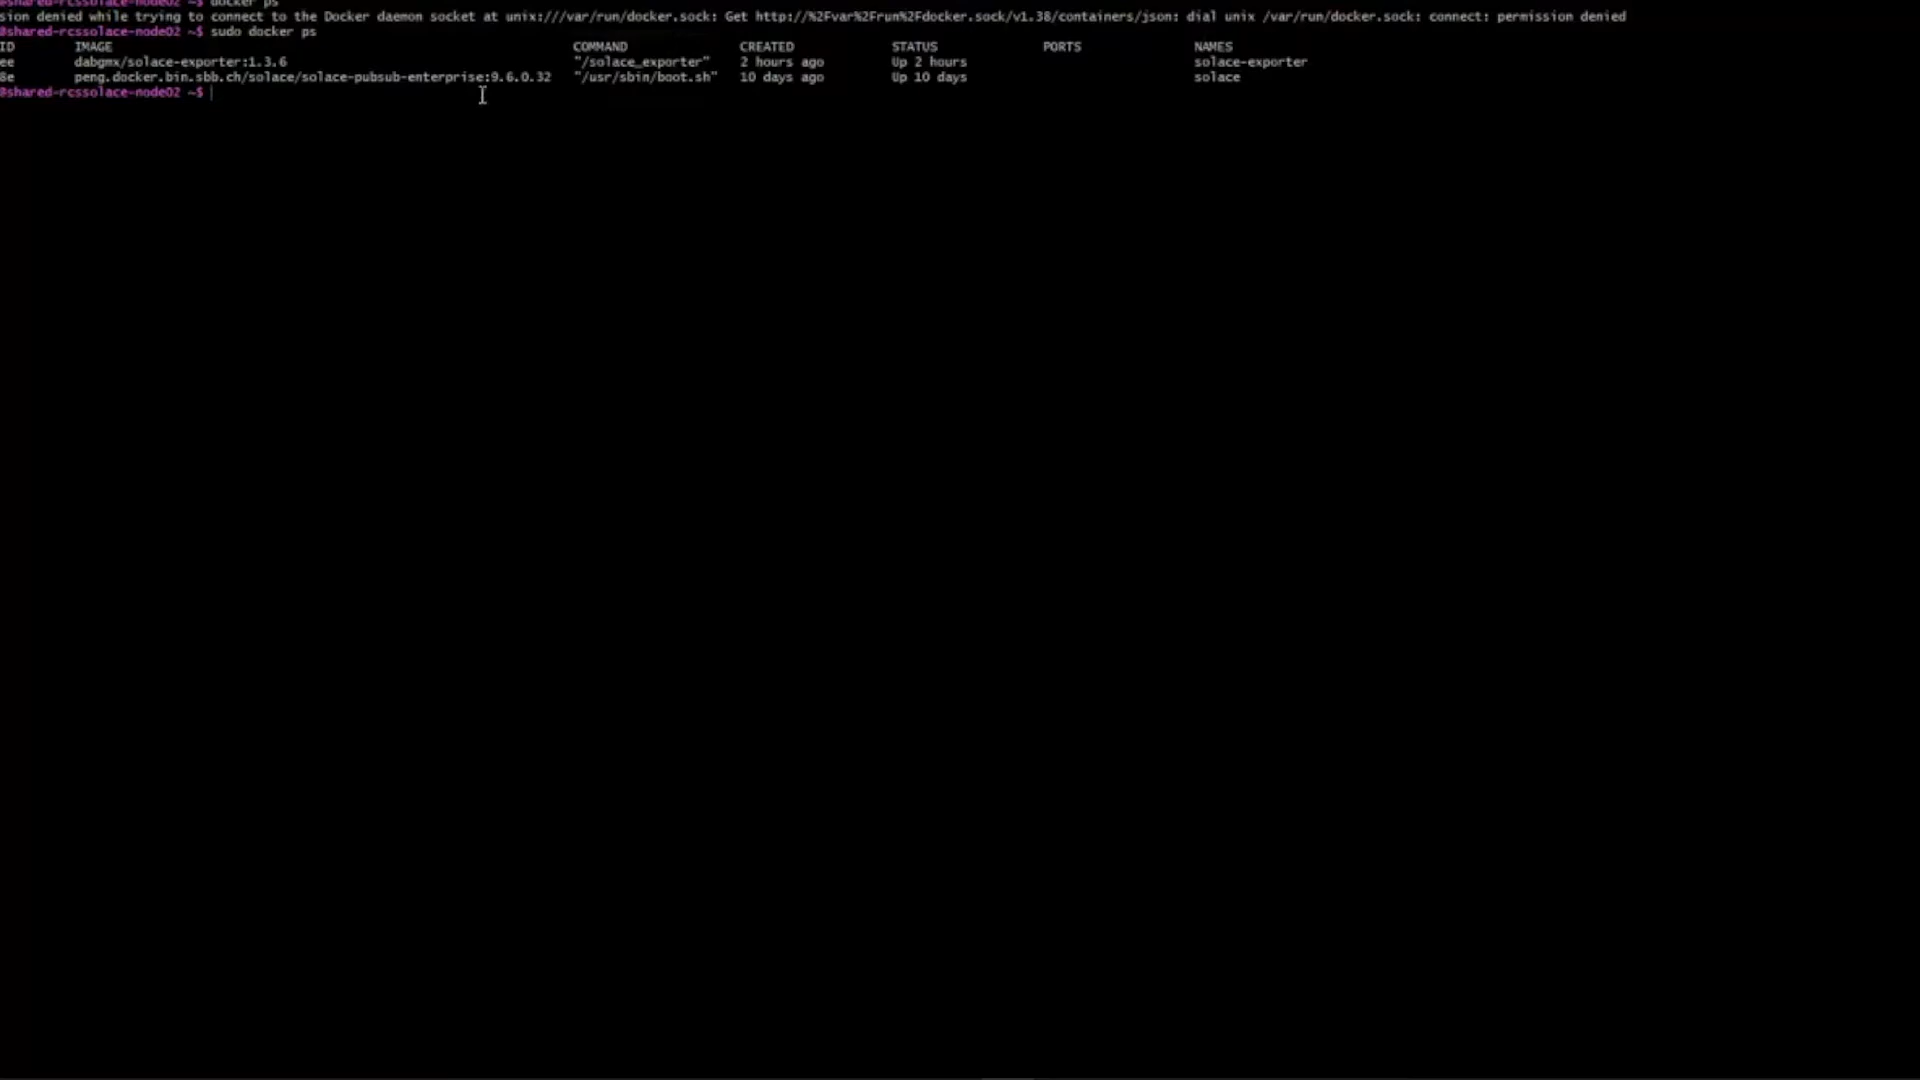 @shared-rcssolace-node02 ~$ docker ps
sion denied while trying to connect to the Docker daemon socket at unix:///var/run/docker.sock: Get http://%2Fvar%2Frun%2Fdocker.sock/v1.38/containers/json: dial unix /var/run/docker.sock: connect: permission denied
@shared-rcssolace-node02 ~$ sudo docker ps
ID IMAGE COMMAND CREATED STATUS PORTS NAMES
ee dabgmx/solace-exporter:1.3.6 "/solace_exporter" 2 hours ago Up 2 hours solace-exporter
8e peng.docker.bin.sbb.ch/solace/solace-pubsub-enterprise:9.6.0.32 "/usr/sbin/boot.sh" 10 days ago Up 10 days solace
@shared-rcssolace-node02 ~$